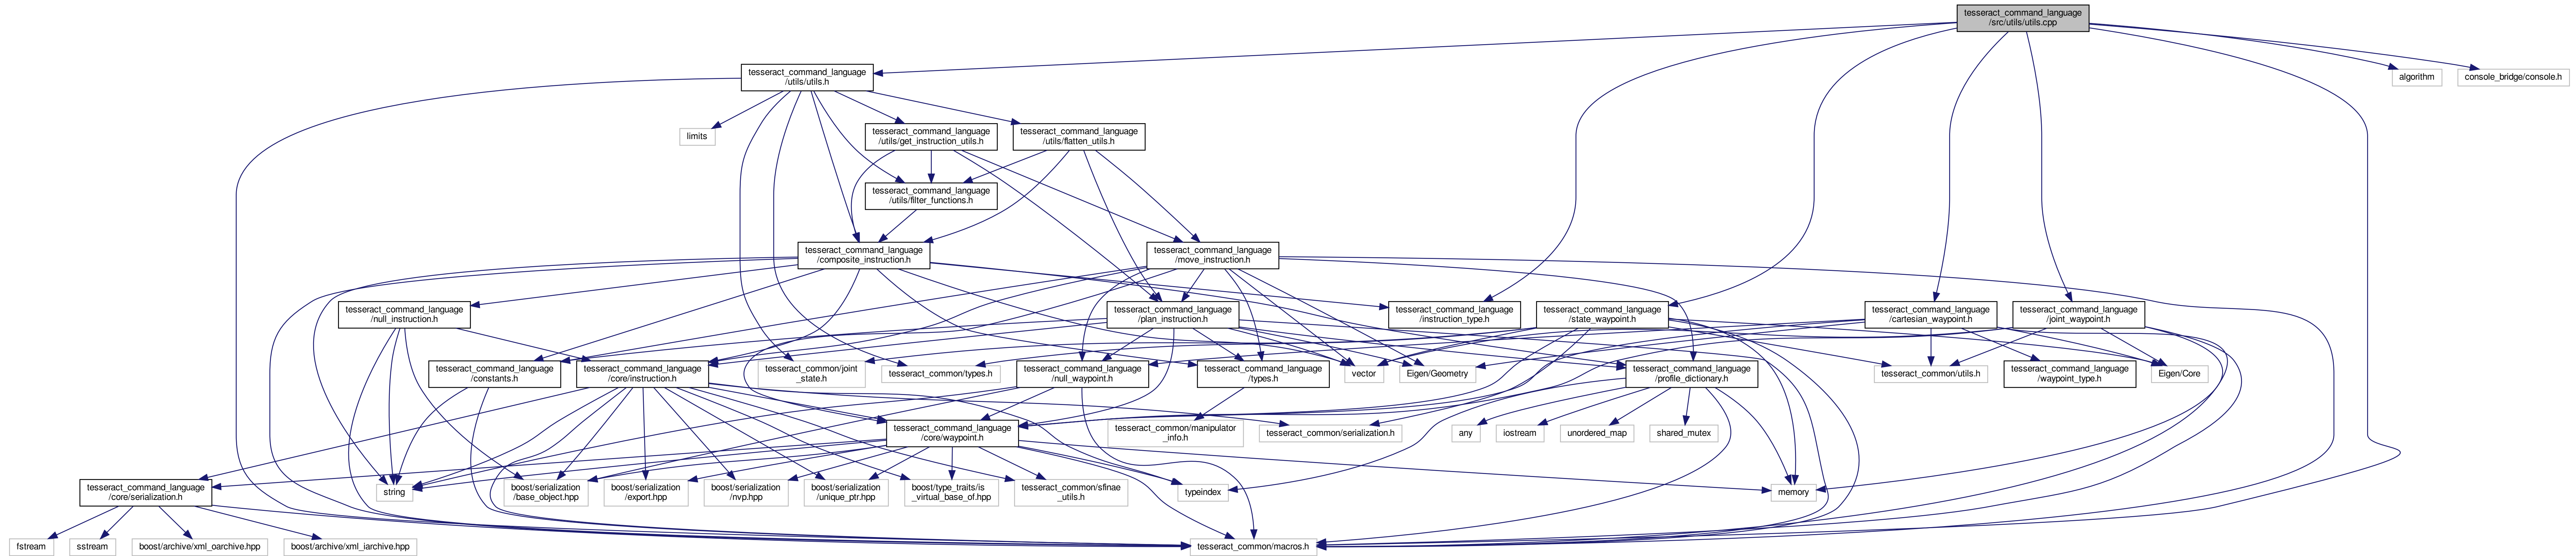 tesseract_command_language
/src/utils/utils.cpp
tesseract_command_language
/utils/utils.h
algorithm
console_bridge/console.h
limits
tesseract_command_language
/utils/get_instruction_utils.h
tesseract_command_language
/utils/flatten_utils.h
tesseract_command_language
/utils/filter_functions.h
tesseract_command_language
/composite_instruction.h
tesseract_command_language
/move_instruction.h
tesseract_command_language
/null_instruction.h
tesseract_command_language
/plan_instruction.h
tesseract_command_language
/instruction_type.h
tesseract_command_language
/state_waypoint.h
tesseract_command_language
/cartesian_waypoint.h
tesseract_command_language
/joint_waypoint.h
tesseract_command_language
/constants.h
tesseract_command_language
/core/instruction.h
tesseract_common/joint
_state.h
tesseract_common/types.h
tesseract_command_language
/null_waypoint.h
tesseract_command_language
/types.h
vector
Eigen/Geometry
tesseract_command_language
/profile_dictionary.h
tesseract_common/utils.h
tesseract_command_language
/waypoint_type.h
Eigen/Core
tesseract_command_language
/core/waypoint.h
tesseract_common/manipulator
_info.h
tesseract_common/serialization.h
any
iostream
unordered_map
shared_mutex
tesseract_command_language
/core/serialization.h
string
boost/serialization
/base_object.hpp
boost/serialization
/export.hpp
boost/serialization
/nvp.hpp
boost/serialization
/unique_ptr.hpp
boost/type_traits/is
_virtual_base_of.hpp
tesseract_common/sfinae
_utils.h
typeindex
memory
fstream
sstream
boost/archive/xml_oarchive.hpp
boost/archive/xml_iarchive.hpp
tesseract_common/macros.h